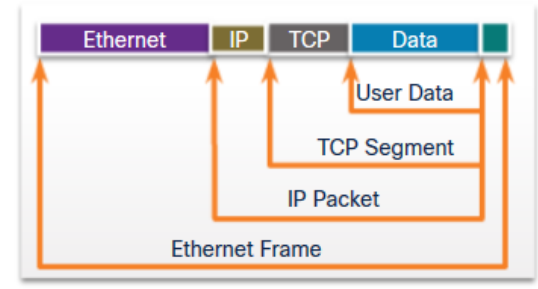 Ethernet IP TCP Data
User Data
TCP Segment
IP Packet
Ethernet Frame